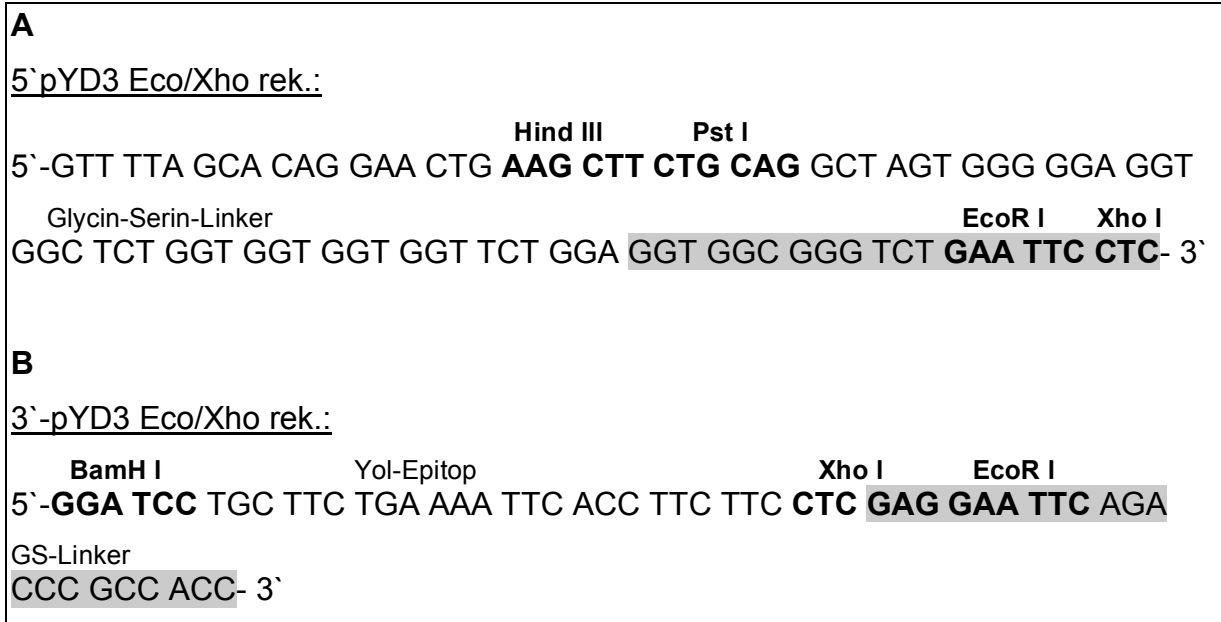 A
5`pYD3 Eco/Xho rek.:
Hind III Pst I
5`-GTT TTA GCA CAG GAA CTG AAG CTT CTG CAG GCT AGT GGG GGA GGT
Glycin-Serin-Linker EcoR I Xho I
GGC TCT GGT GGT GGT GGT TCT GGA GGT GGC GGG TCT GAA TTC CTC- 3`
B
3`-pYD3 Eco/Xho rek.:
BamH I Yol-Epitop Xho I EcoR I
5`-GGA TCC TGC TTC TGA AAA TTC ACC TTC TTC CTC GAG GAA TTC AGA
GS-Linker
CCC GCC ACC- 3`